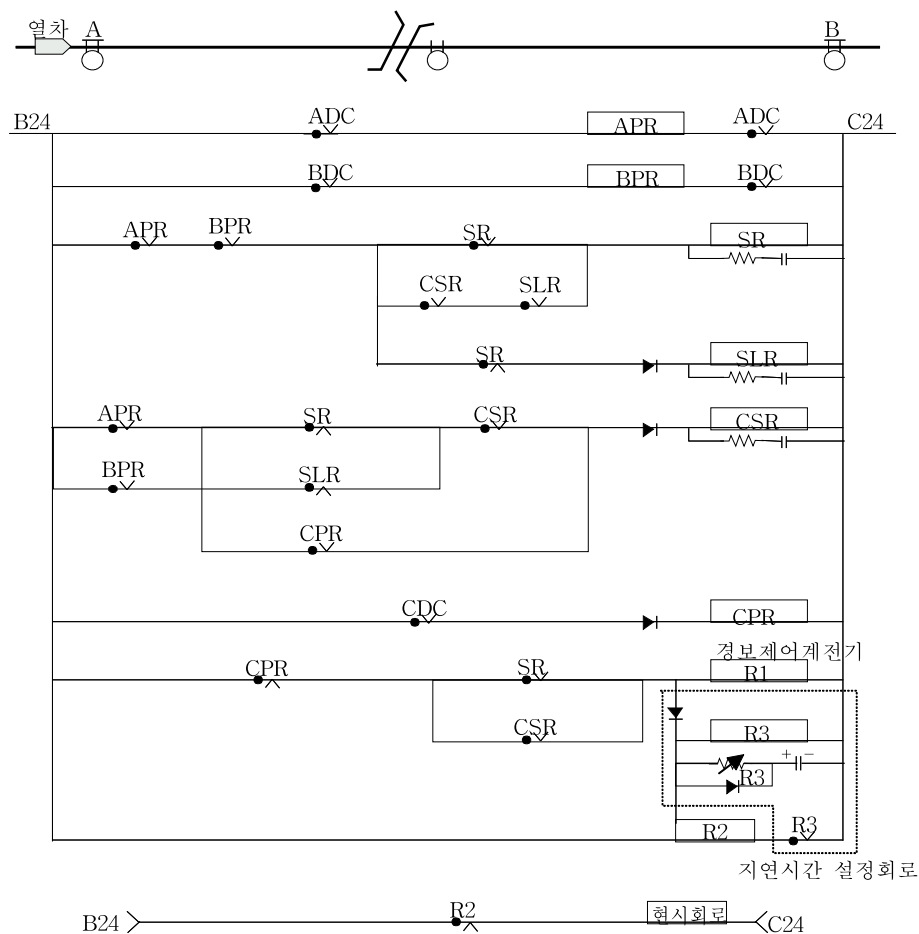 열차 A B
B24 ADC APR ADC C24
BDC BPR BDC
APR BPR SR SR
CSR SLR
SR SLR
APR SR CSR CSR
BPR SLR
CPR
CDC CPR
경보제어계전기
CPR SR R1
CSR R3
+ −
R3
R2 R3
지연시간 설정회로
B24 R2 현시회로 C24